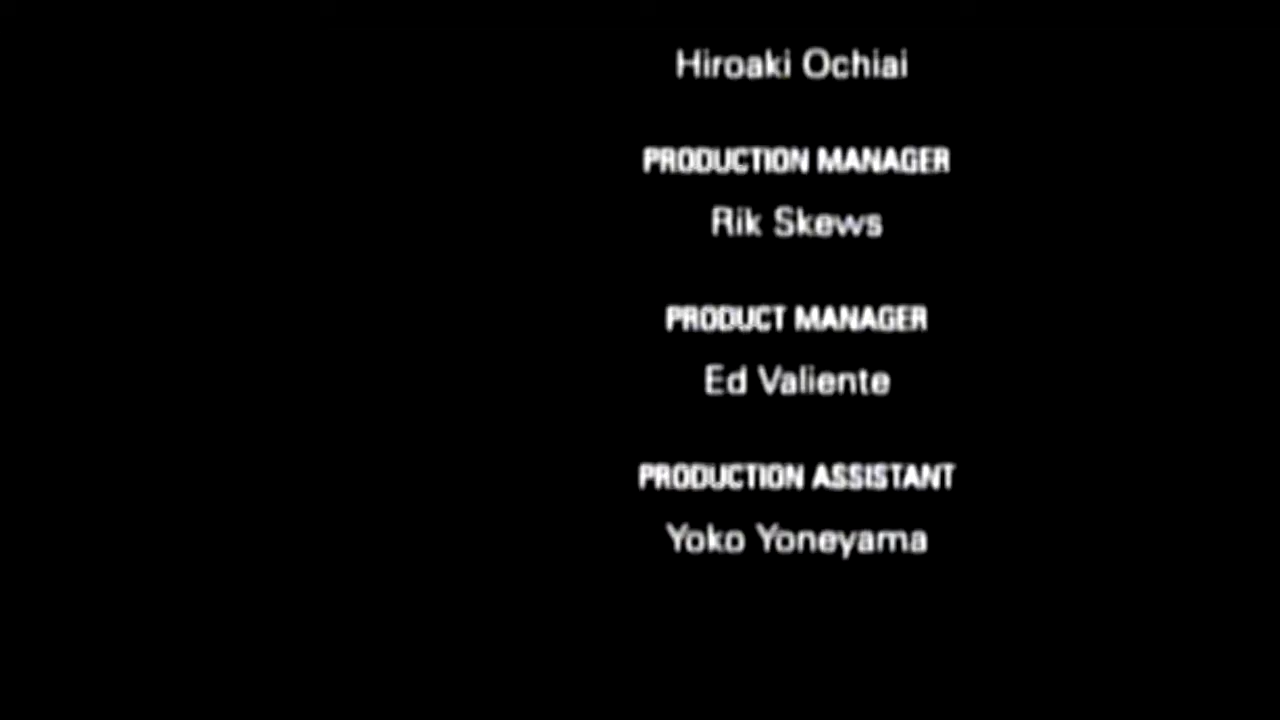 Hiroaki Ochiai
PRODUCTION MANAGER
Rik Skews
PRODUCT MANAGER
Ed Valiente
PRODUCTION ASSISTANT
Yoko Yoneyama